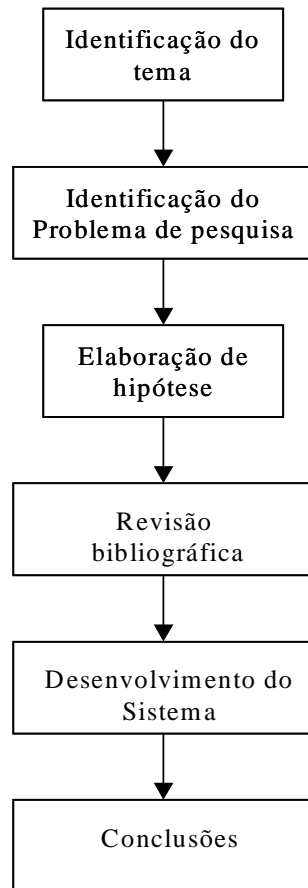 Identificação do
tema
Identificação do
Problema de pesquisa
Elaboração de
hipótese
Revisão
bibliográfica
Desenvolvimento do
Sistema
Conclusões